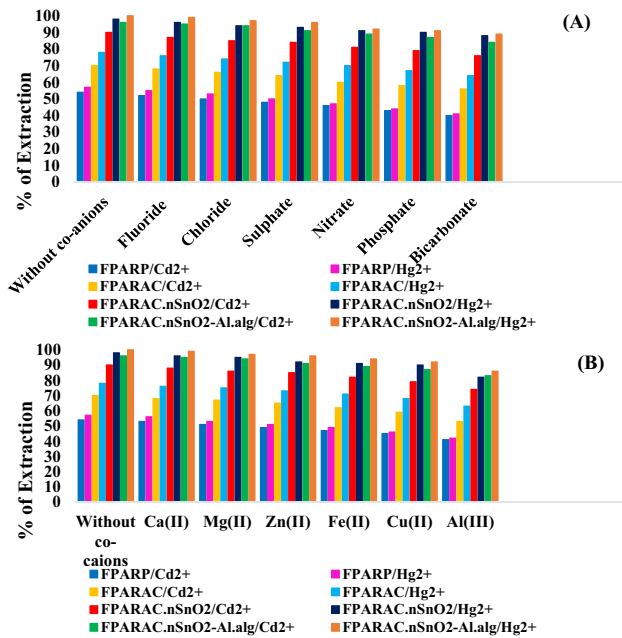 (A)
% of Extraction
100
90
80
70
60
50
40
30
20
10
0
Without co-anions
Fluoride
Chloride
Sulphate
Nitrate
Phosphate
Bicarbonate
FPARP/Cd2+
FPARP/Hg2+
FPARAC/Cd2+
FPARAC/Hg2+
FPARAC.nSnO2/Cd2+
FPARAC.nSnO2/Hg2+
FPARAC.nSnO2-Al.alg/Cd2+
FPARAC.nSnO2-Al.alg/Hg2+
(B)
% of Extraction
100
90
80
70
60
50
40
30
20
10
0
Without
co-
caions
Ca(II)
Mg(II)
Zn(II)
Fe(II)
Cu(II)
Al(III)
FPARP/Cd2+
FPARP/Hg2+
FPARAC/Cd2+
FPARAC/Hg2+
FPARAC.nSnO2/Cd2+
FPARAC.nSnO2/Hg2+
FPARAC.nSnO2-Al.alg/Cd2+
FPARAC.nSnO2-Al.alg/Hg2+